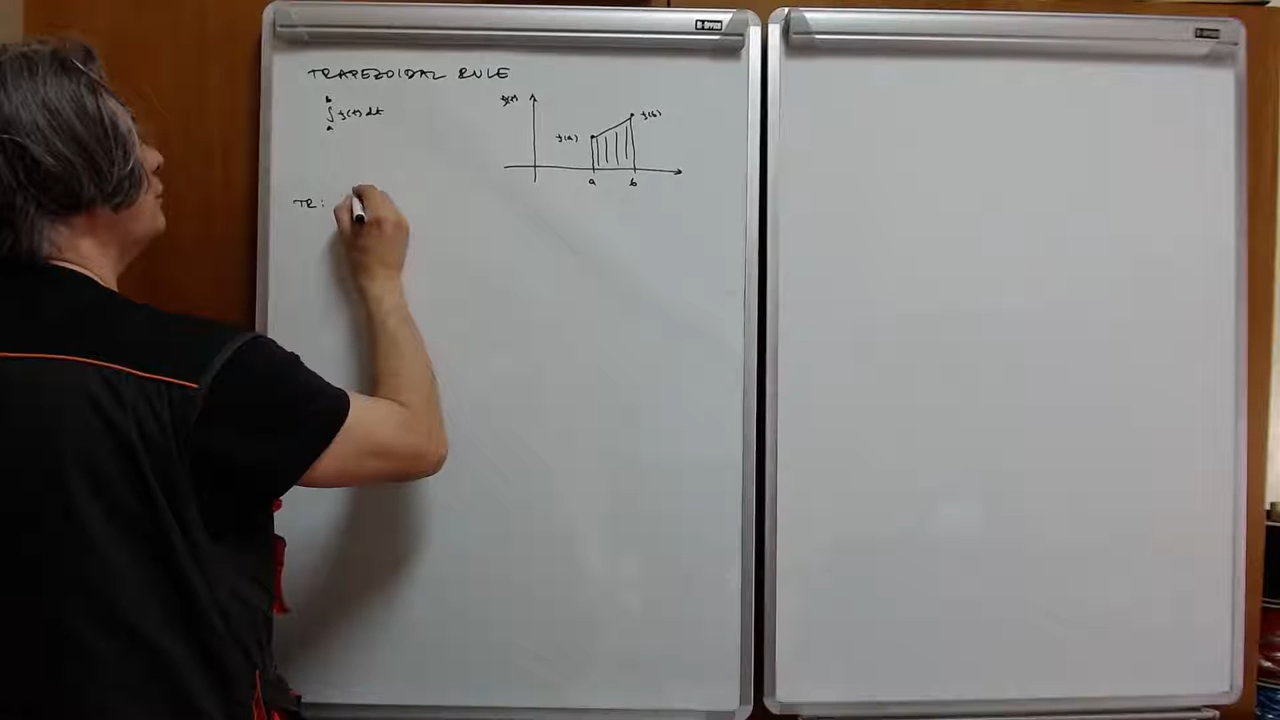 TRAPEZOIDAL RULE
b
∫ y(t) dt
a
y(t)
y(a)
y(b)
a b
TR: